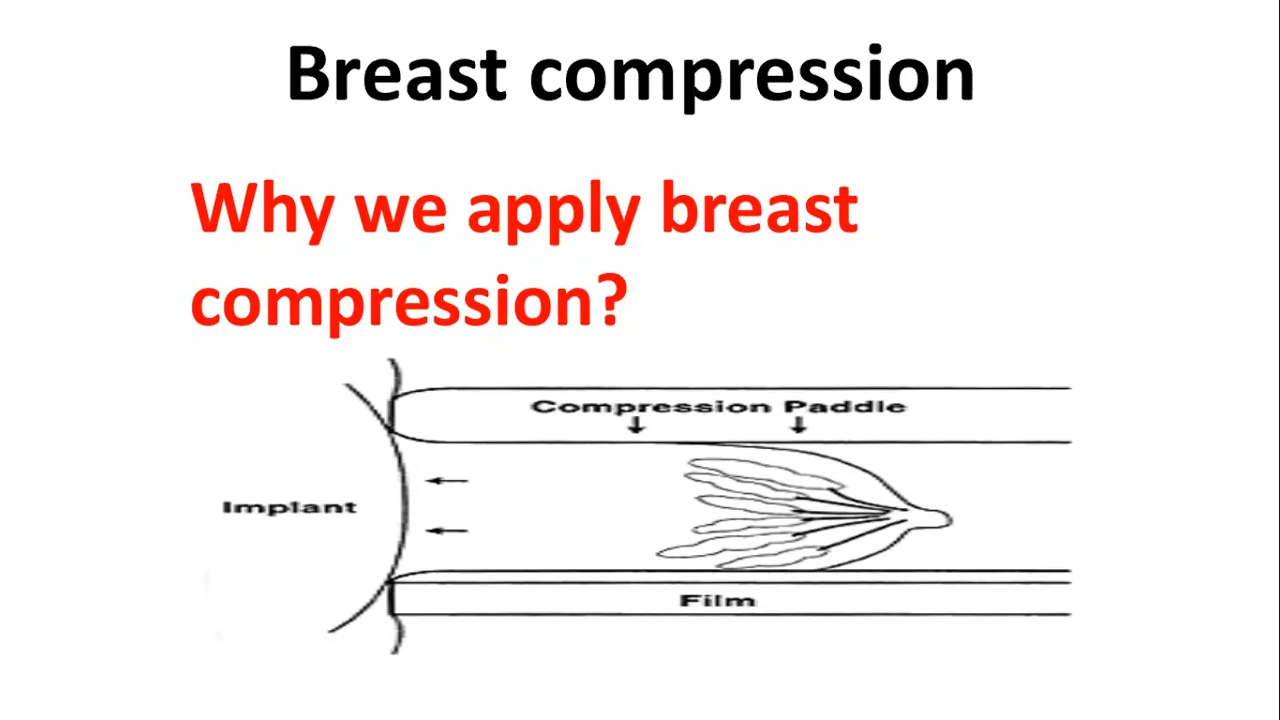 Breast compression
Why we apply breast
compression?
Compression Paddle
Implant
Film